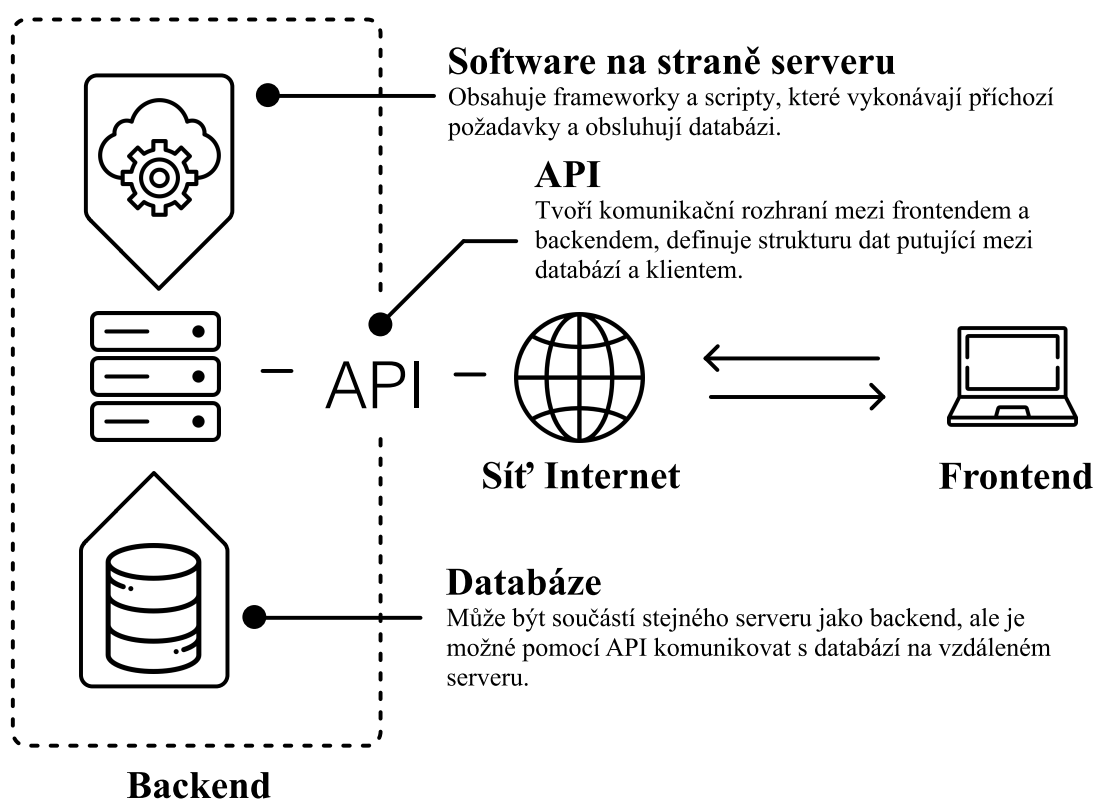 Software na straně serveru
Obsahuje frameworky a scripty, které vykonávají příchozí
požadavky a obsluhují databázi.
API
Tvoří komunikační rozhraní mezi frontendem a
backendem, definuje strukturu dat putující mezi
databází a klientem.
API
Síť Internet
Frontend
Databáze
Může být součástí stejného serveru jako backend, ale je
možné pomocí API komunikovat s databází na vzdáleném
serveru.
Backend